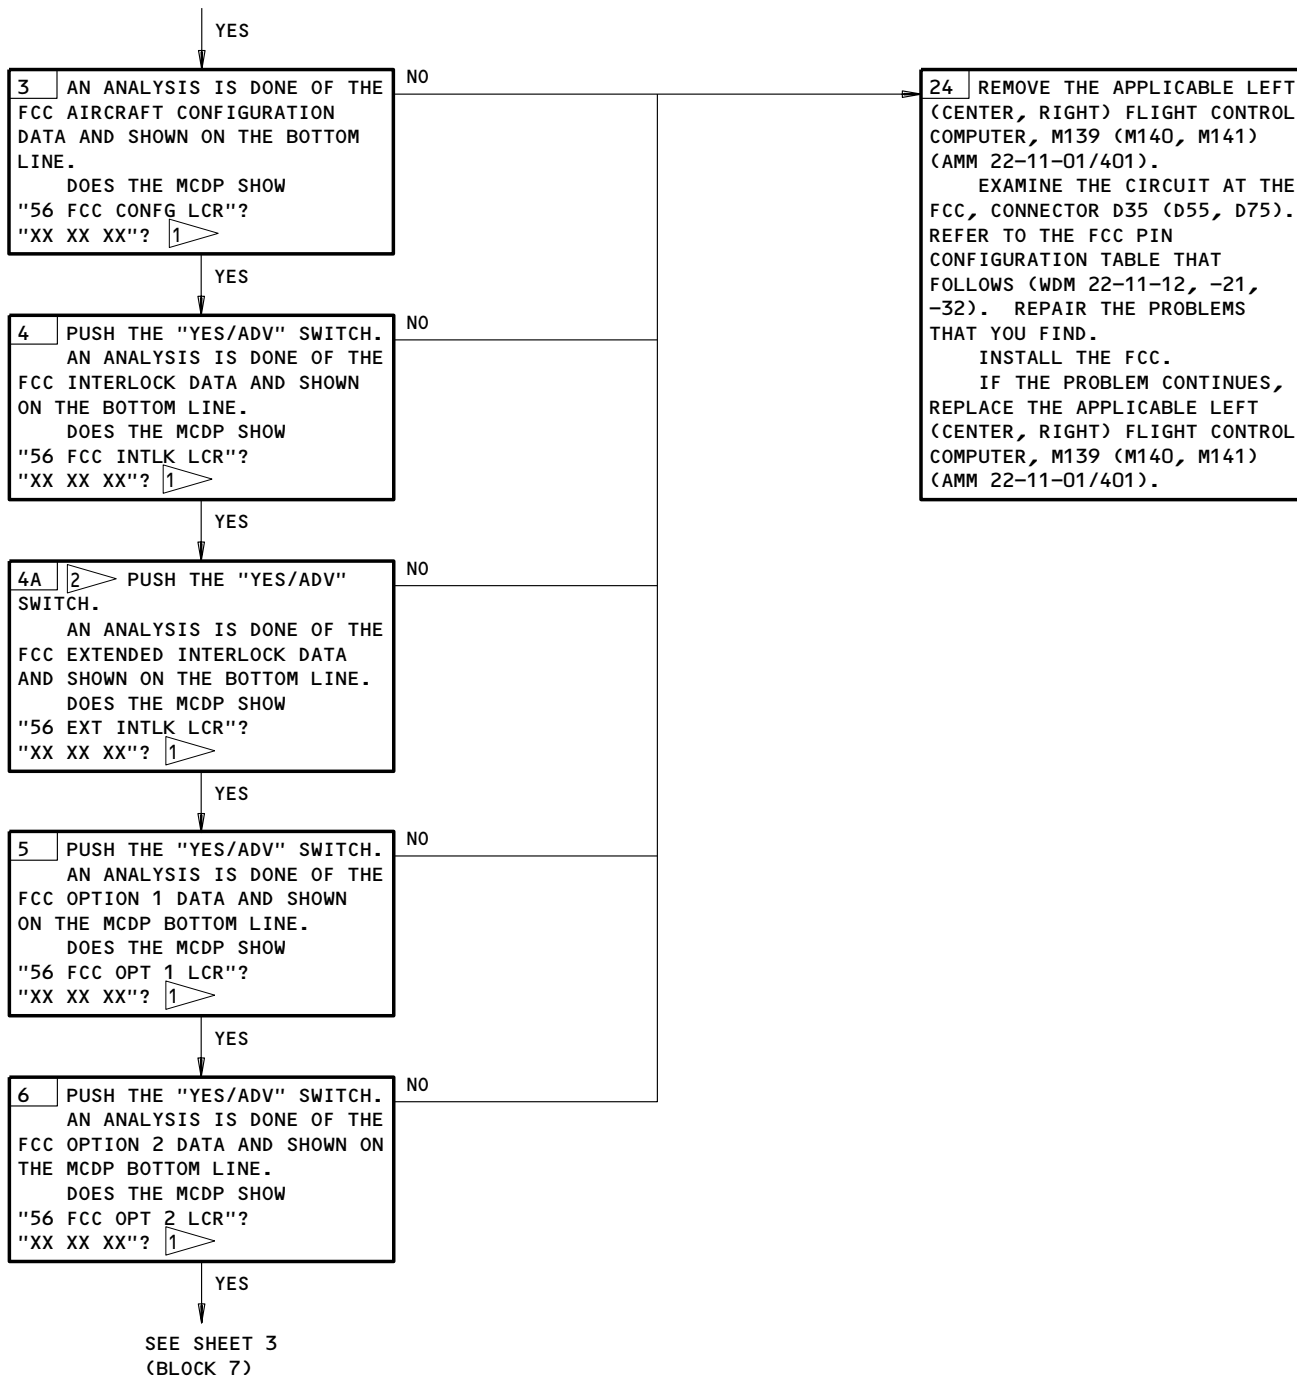 YES
3 AN ANALYSIS IS DONE OF THE
FCC AIRCRAFT CONFIGURATION
DATA AND SHOWN ON THE BOTTOM
LINE.
DOES THE MCDP SHOW
"56 FCC CONFG LCR"?
"XX XX XX"? 1
NO
YES
4 PUSH THE "YES/ADV" SWITCH.
AN ANALYSIS IS DONE OF THE
FCC INTERLOCK DATA AND SHOWN
ON THE BOTTOM LINE.
DOES THE MCDP SHOW
"56 FCC INTLK LCR"?
"XX XX XX"? 1
NO
YES
4A 2 PUSH THE "YES/ADV"
SWITCH.
AN ANALYSIS IS DONE OF THE
FCC EXTENDED INTERLOCK DATA
AND SHOWN ON THE BOTTOM LINE.
DOES THE MCDP SHOW
"56 EXT INTLK LCR"?
"XX XX XX"? 1
NO
YES
5 PUSH THE "YES/ADV" SWITCH.
AN ANALYSIS IS DONE OF THE
FCC OPTION 1 DATA AND SHOWN
ON THE MCDP BOTTOM LINE.
DOES THE MCDP SHOW
"56 FCC OPT 1 LCR"?
"XX XX XX"? 1
NO
YES
6 PUSH THE "YES/ADV" SWITCH.
AN ANALYSIS IS DONE OF THE
FCC OPTION 2 DATA AND SHOWN ON
THE MCDP BOTTOM LINE.
DOES THE MCDP SHOW
"56 FCC OPT 2 LCR"?
"XX XX XX"? 1
NO
YES
SEE SHEET 3
(BLOCK 7)
24 REMOVE THE APPLICABLE LEFT
(CENTER, RIGHT) FLIGHT CONTROL
COMPUTER, M139 (M140, M141)
(AMM 22-11-01/401).
EXAMINE THE CIRCUIT AT THE
FCC, CONNECTOR D35 (D55, D75).
REFER TO THE FCC PIN
CONFIGURATION TABLE THAT
FOLLOWS (WDM 22-11-12, -21,
-32). REPAIR THE PROBLEMS
THAT YOU FIND.
INSTALL THE FCC.
IF THE PROBLEM CONTINUES,
REPLACE THE APPLICABLE LEFT
(CENTER, RIGHT) FLIGHT CONTROL
COMPUTER, M139 (M140, M141)
(AMM 22-11-01/401).